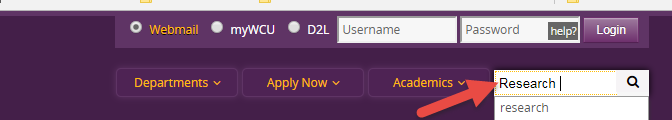 Webmail myWCU D2L Username Password help? Login
Departments Apply Now Academics Research
research